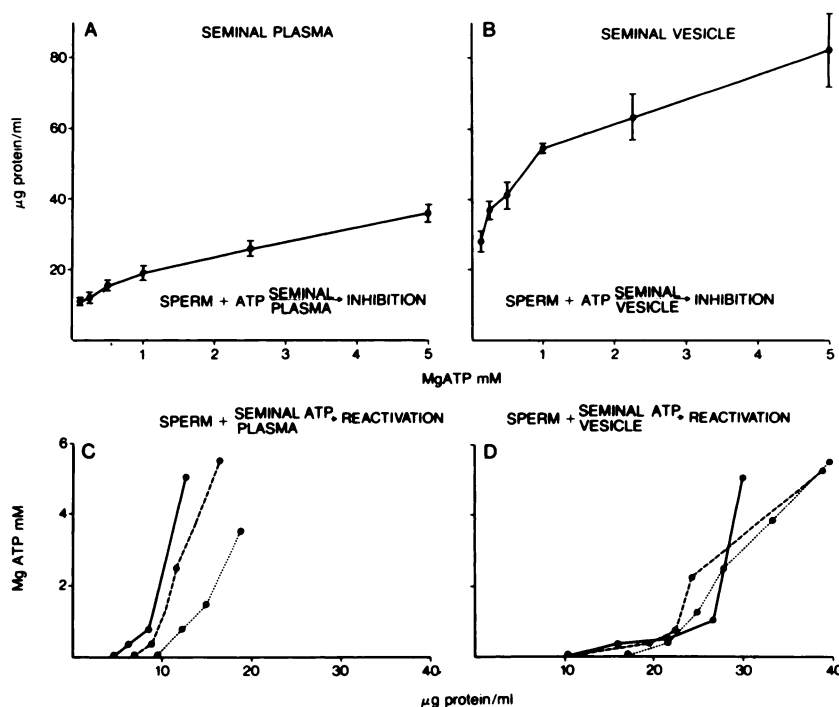 A
SEMINAL PLASMA
B
SEMINAL VESICLE
µg protein/ml
80
60
40
20
SPERM + ATP SEMINAL PLASMA → INHIBITION
SPERM + ATP SEMINAL VESICLE → INHIBITION
1 2 3 4 5
1 2 3 4 5
MgATP mM
SPERM + SEMINAL PLASMA ATP → REACTIVATION
SPERM + SEMINAL VESICLE ATP → REACTIVATION
C
D
Mg ATP mM
6
4
2
10 20 30 40
10 20 30 40
µg protein/ml